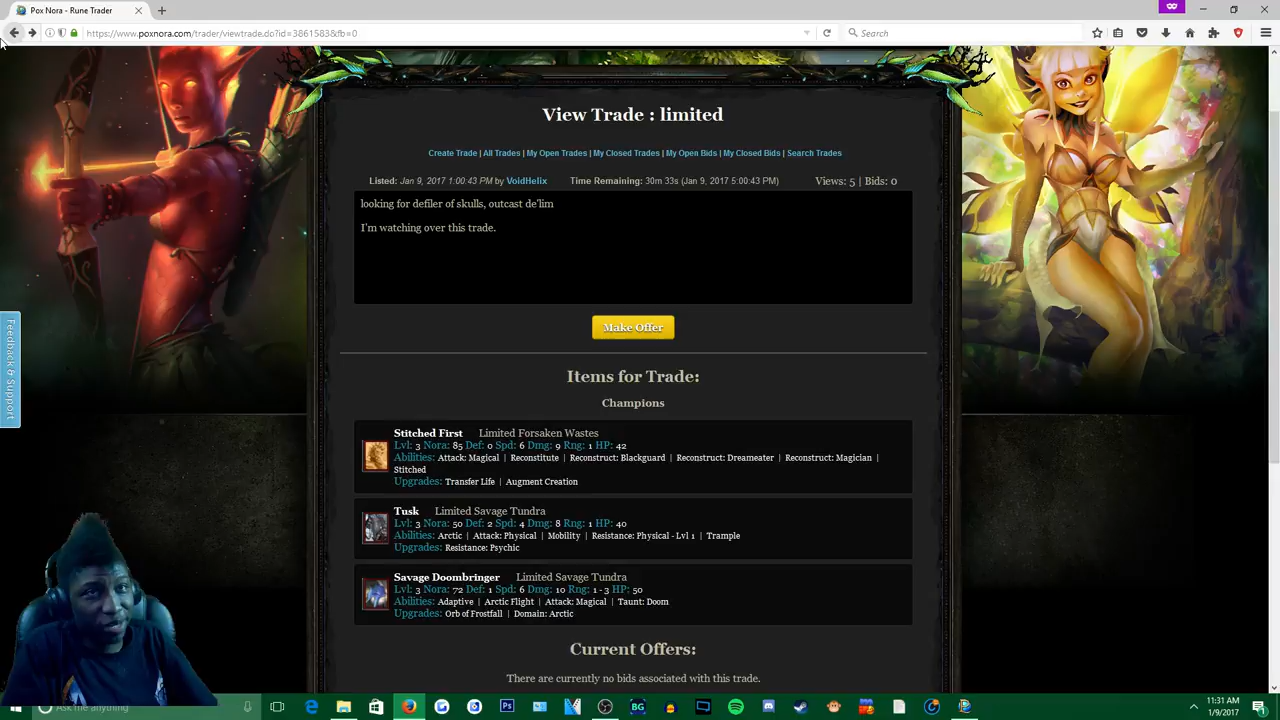 Pox Nora - Rune Trader
https://www.poxnora.com/trader/viewtrade.do?id=3861583&fb=0
Search
View Trade : limited
Create Trade | All Trades | My Open Trades | My Closed Trades | My Open Bids | My Closed Bids | Search Trades
Listed: Jan 9, 2017 1:00:43 PM by VoidHelix Time Remaining: 30m 33s (Jan 9, 2017 5:00:43 PM) Views: 5 | Bids: 0
looking for defiler of skulls, outcast de'lim
I'm watching over this trade.
Make Offer
Feedback & Support
Items for Trade:
Champions
Stitched First Limited Forsaken Wastes
Lvl: 3 Nora: 85 Def: 0 Spd: 6 Dmg: 9 Rng: 1 HP: 42
Abilities: Attack: Magical | Reconstitute | Reconstruct: Blackguard | Reconstruct: Dreameater | Reconstruct: Magician |
Stitched
Upgrades: Transfer Life | Augment Creation
Tusk Limited Savage Tundra
Lvl: 3 Nora: 50 Def: 2 Spd: 4 Dmg: 8 Rng: 1 HP: 40
Abilities: Arctic | Attack: Physical | Mobility | Resistance: Physical - Lvl 1 | Trample
Upgrades: Resistance: Psychic
Savage Doombringer Limited Savage Tundra
Lvl: 3 Nora: 72 Def: 1 Spd: 6 Dmg: 10 Rng: 1 - 3 HP: 50
Abilities: Adaptive | Arctic Flight | Attack: Magical | Taunt: Doom
Upgrades: Orb of Frostfall | Domain: Arctic
Current Offers:
There are currently no bids associated with this trade.
Ask me anything
BG
Ps
11:31 AM
1/9/2017